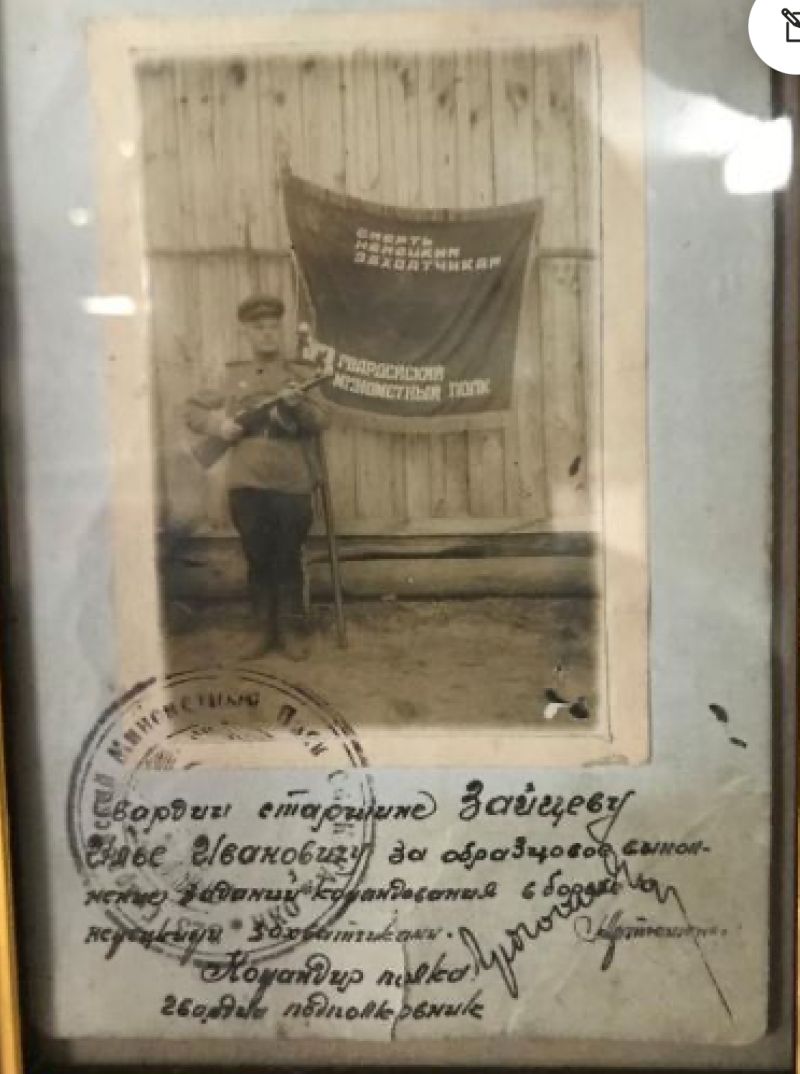 СМЕРТЬ
НЕМЕЦКИМ
ЗАХВАТЧИКАМ
ГВАРДЕЙСКИЙ
МИНОМЕТНЫЙ ПОЛК
Гвардии старшине Зайцеву
Илье Ивановичу за образцовое выпол-
нение заданий командования в боях с
немецкими захватчиками.
Командир полка
гвардии подполковник